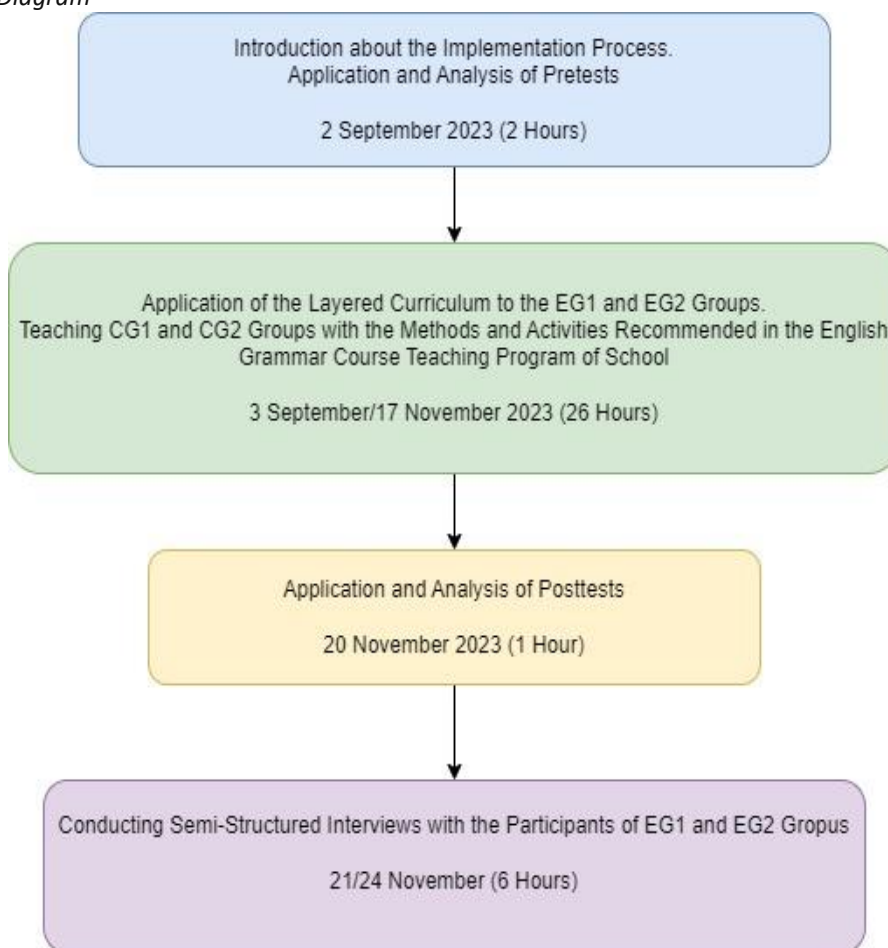 Diagram
Introduction about the Implementation Process.
Application and Analysis of Pretests
2 September 2023 (2 Hours)
Application of the Layered Curriculum to the EG1 and EG2 Groups.
Teaching CG1 and CG2 Groups with the Methods and Activities Recommended in the English
Grammar Course Teaching Program of School
3 September/17 November 2023 (26 Hours)
Application and Analysis of Posttests
20 November 2023 (1 Hour)
Conducting Semi-Structured Interviews with the Participants of EG1 and EG2 Gropus
21/24 November (6 Hours)